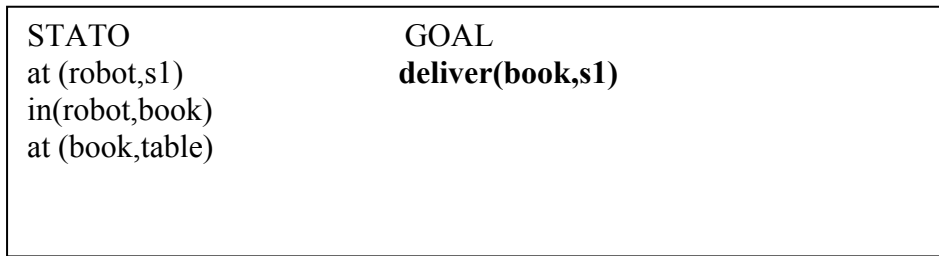 STATO GOAL
at (robot,s1) deliver(book,s1)
in(robot,book)
at (book,table)